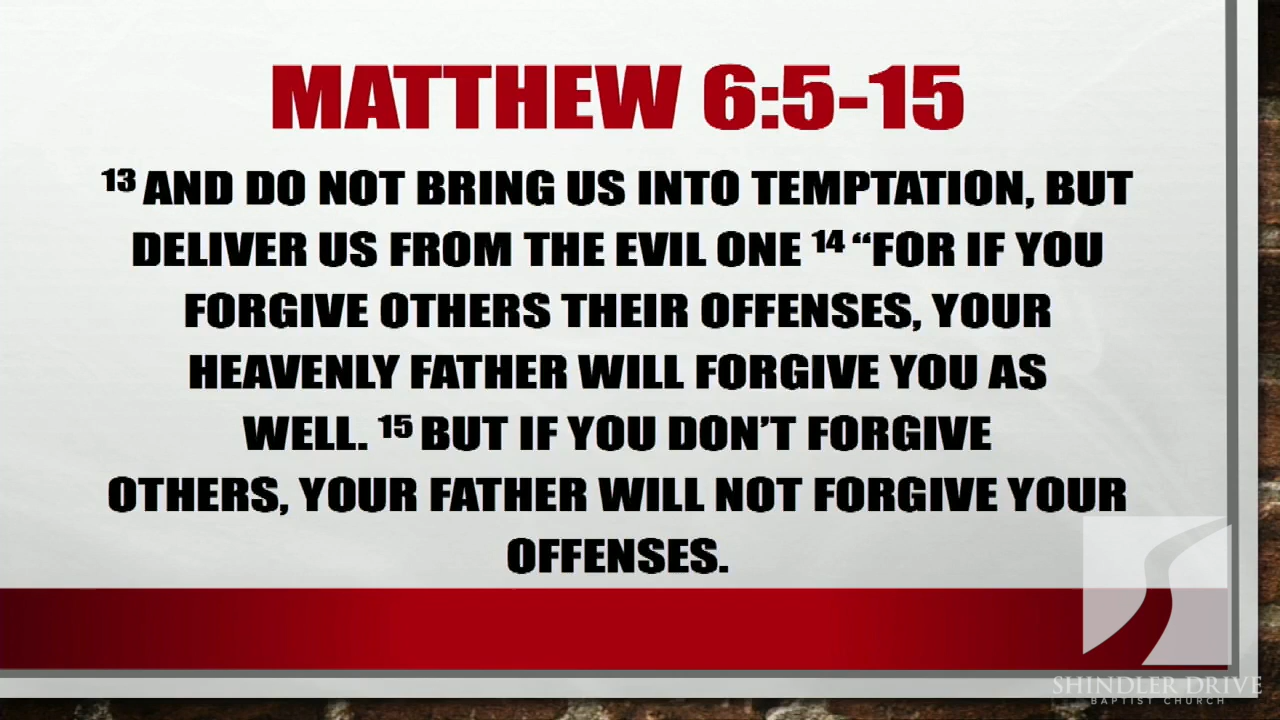 MATTHEW 6:5-15
13 AND DO NOT BRING US INTO TEMPTATION, BUT
DELIVER US FROM THE EVIL ONE 14 “FOR IF YOU
FORGIVE OTHERS THEIR OFFENSES, YOUR
HEAVENLY FATHER WILL FORGIVE YOU AS
WELL. 15 BUT IF YOU DON’T FORGIVE
OTHERS, YOUR FATHER WILL NOT FORGIVE YOUR
OFFENSES.
SHINDLER DRIVE
BAPTIST CHURCH